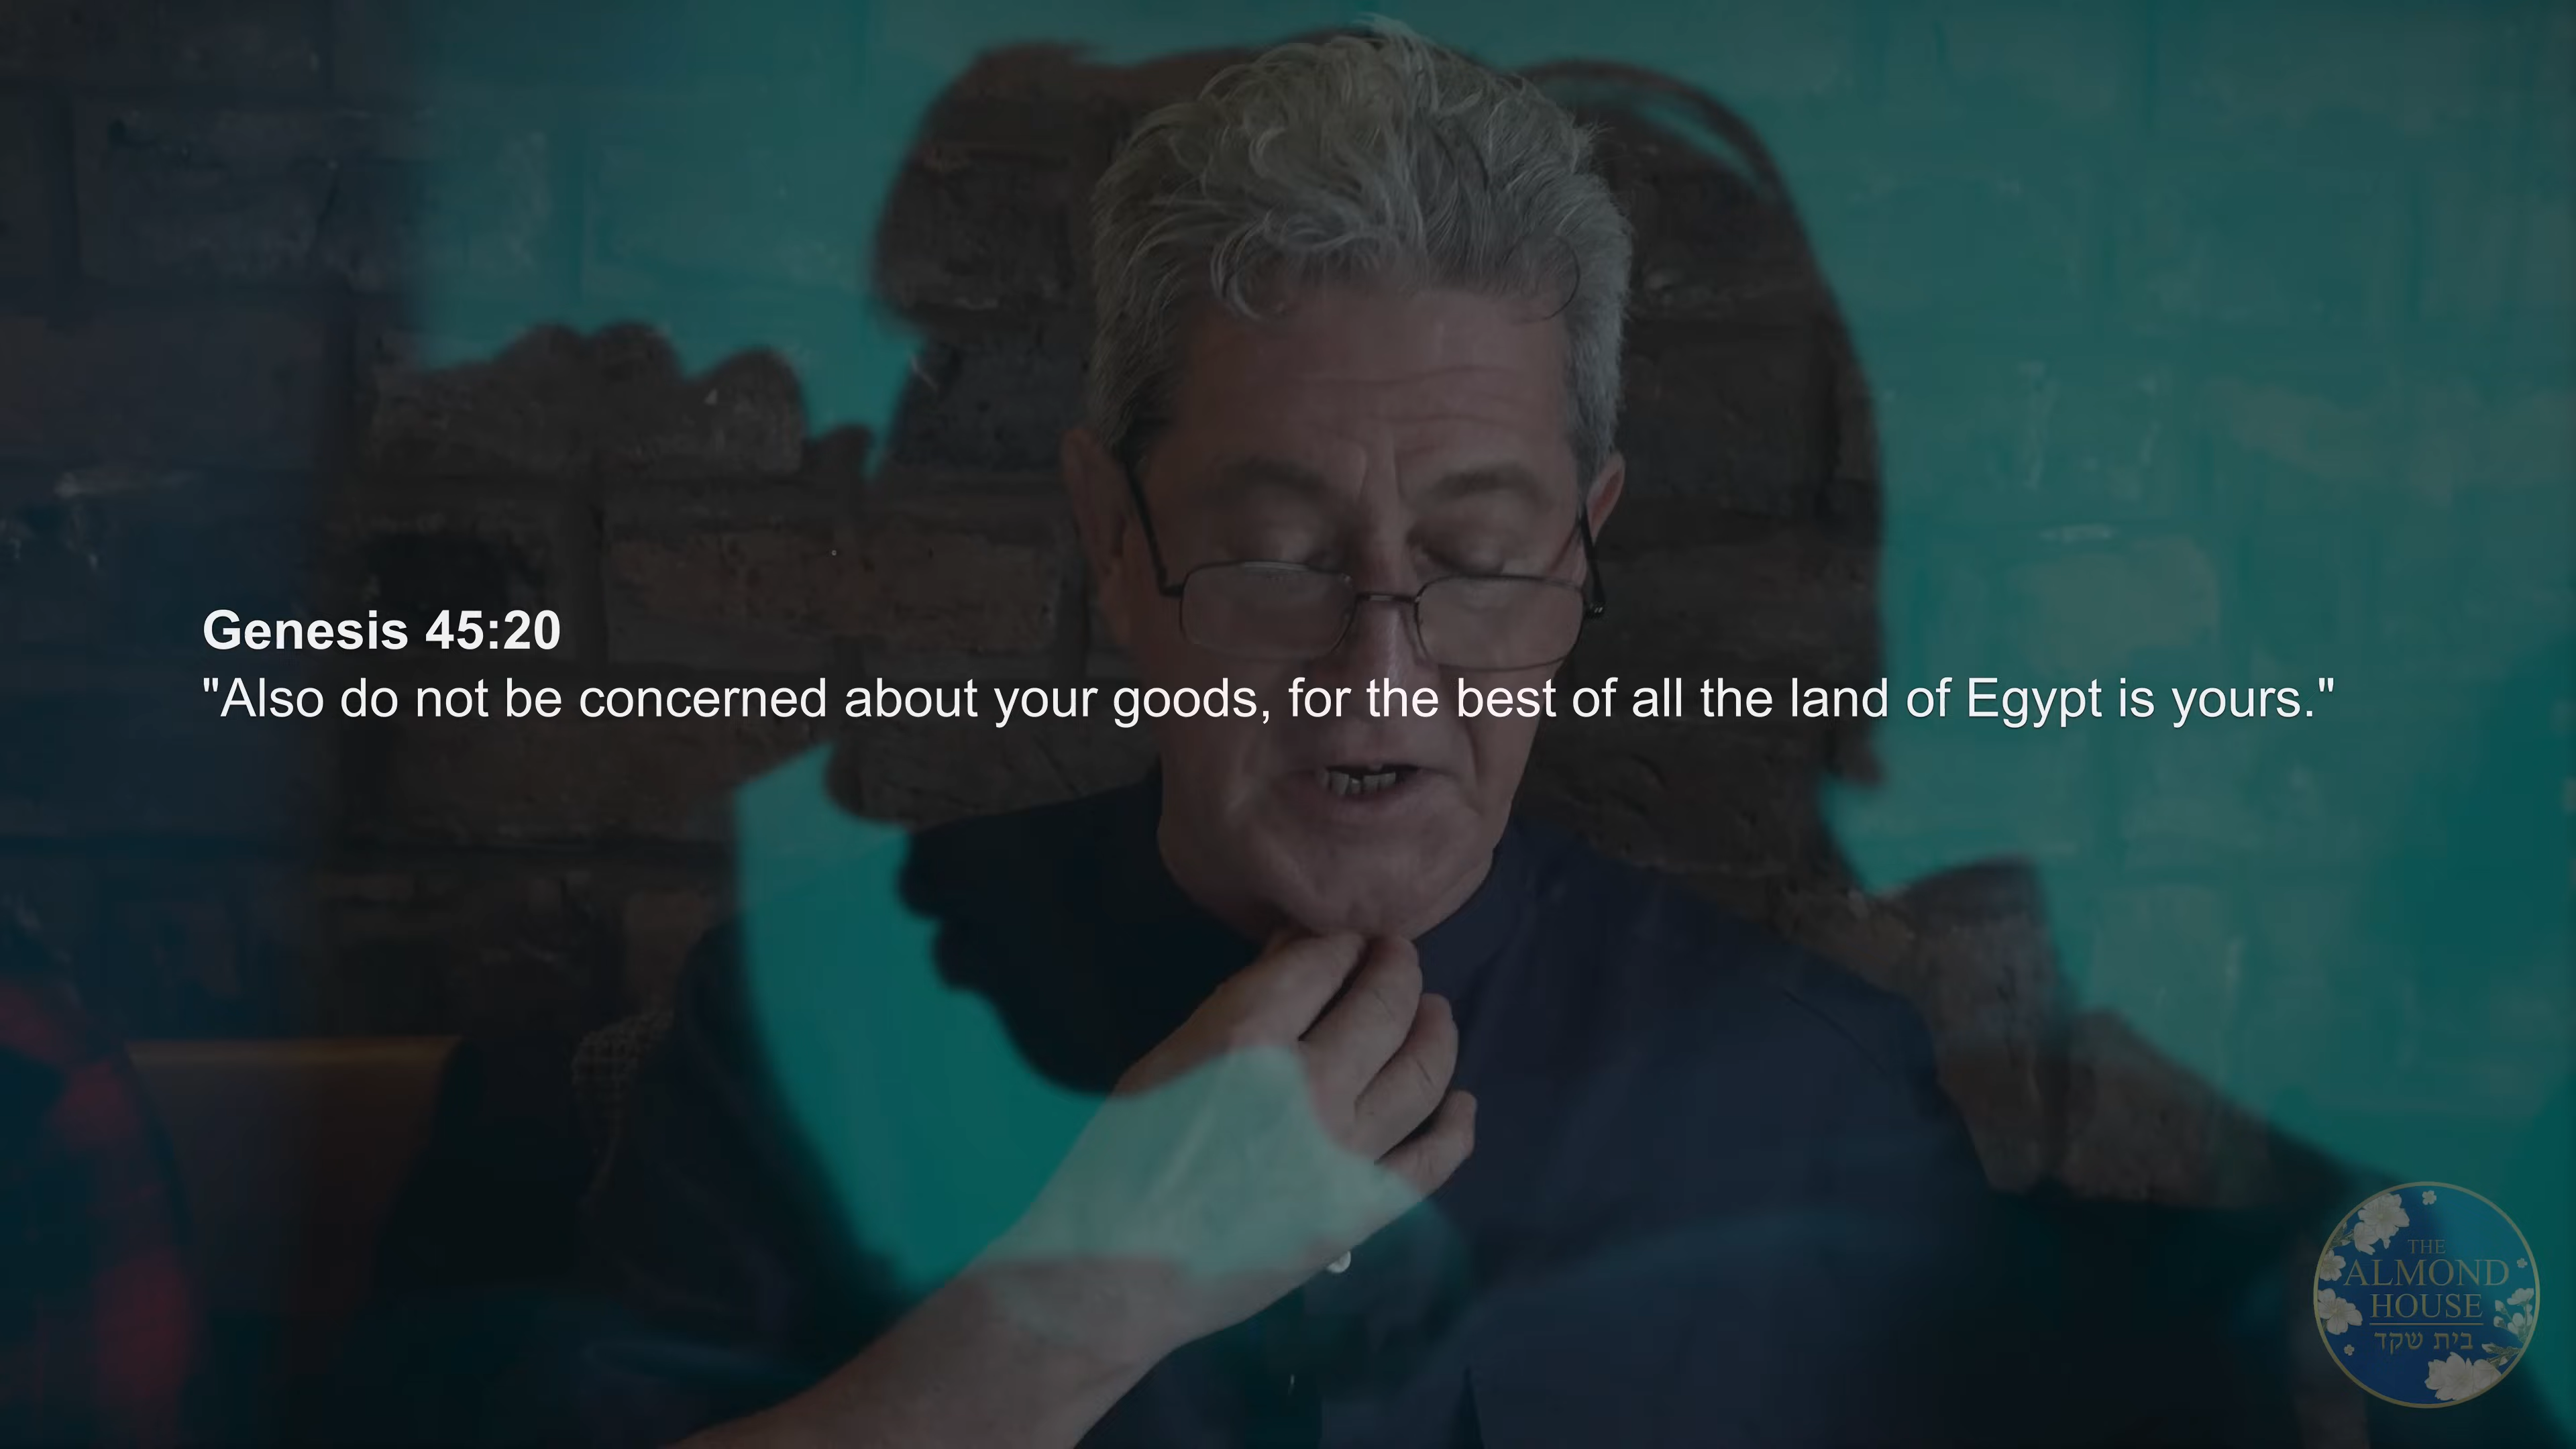 Genesis 45:20
"Also do not be concerned about your goods, for the best of all the land of Egypt is yours."
THE
ALMOND
HOUSE
בית שקד